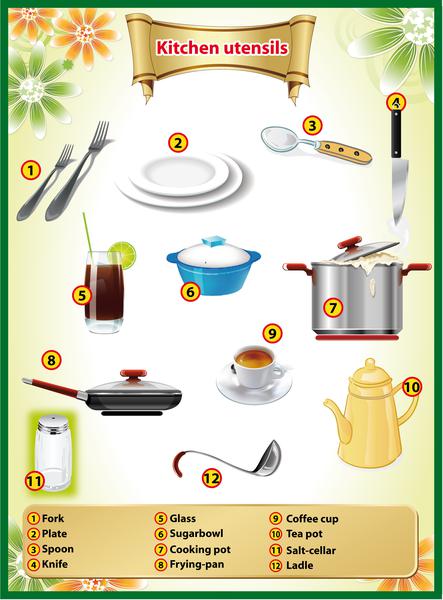 Kitchen utensils
4
3
2
1
5
6
7
9
8
10
11
12
1 Fork
2 Plate
3 Spoon
4 Knife
5 Glass
6 Sugarbowl
7 Cooking pot
8 Frying-pan
9 Coffee cup
10 Tea pot
11 Salt-cellar
12 Ladle